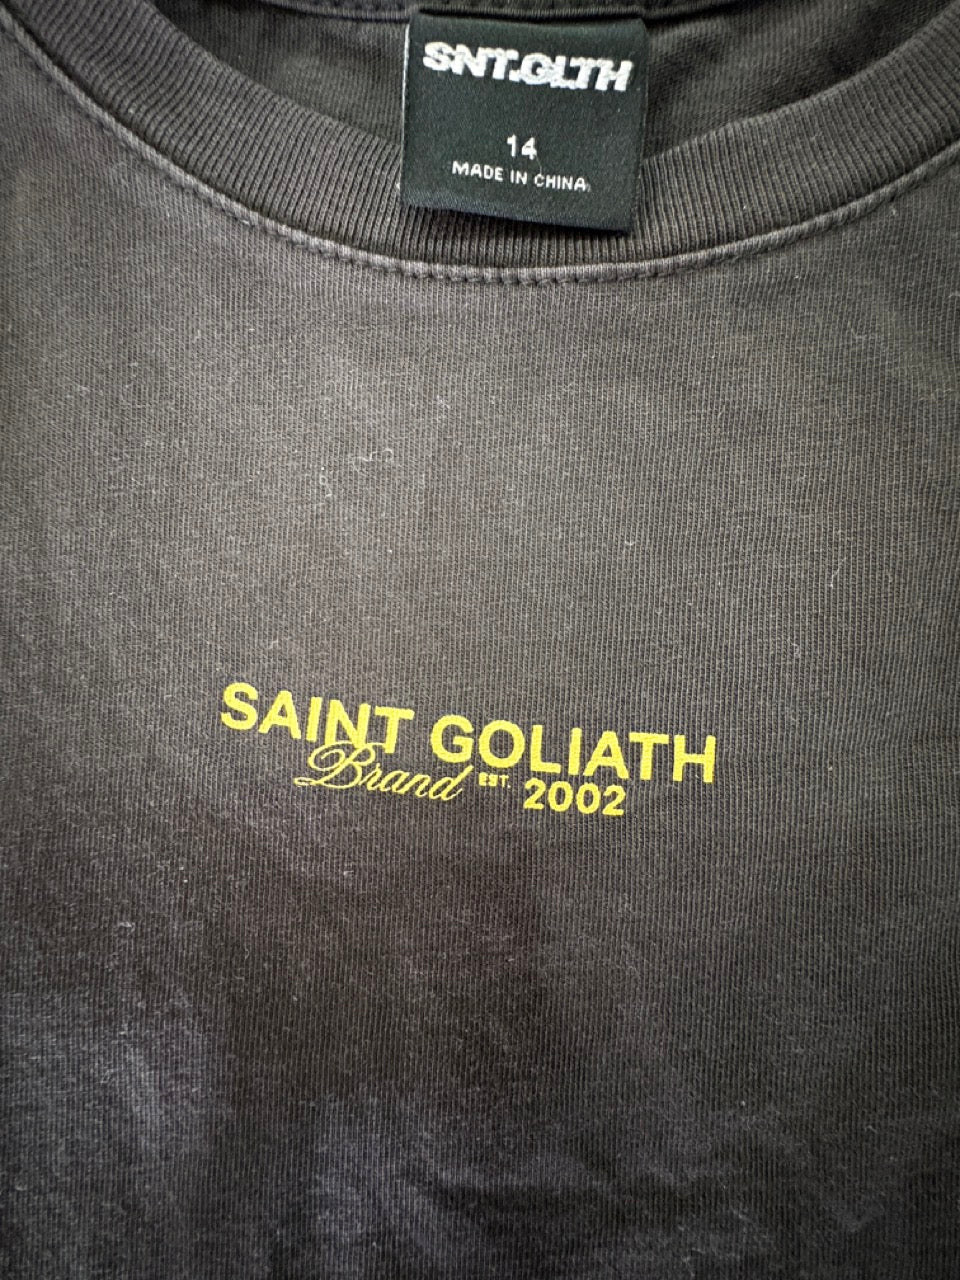 SNT.GLTH
14
MADE IN CHINA
SAINT GOLIATH
Brand EST. 2002